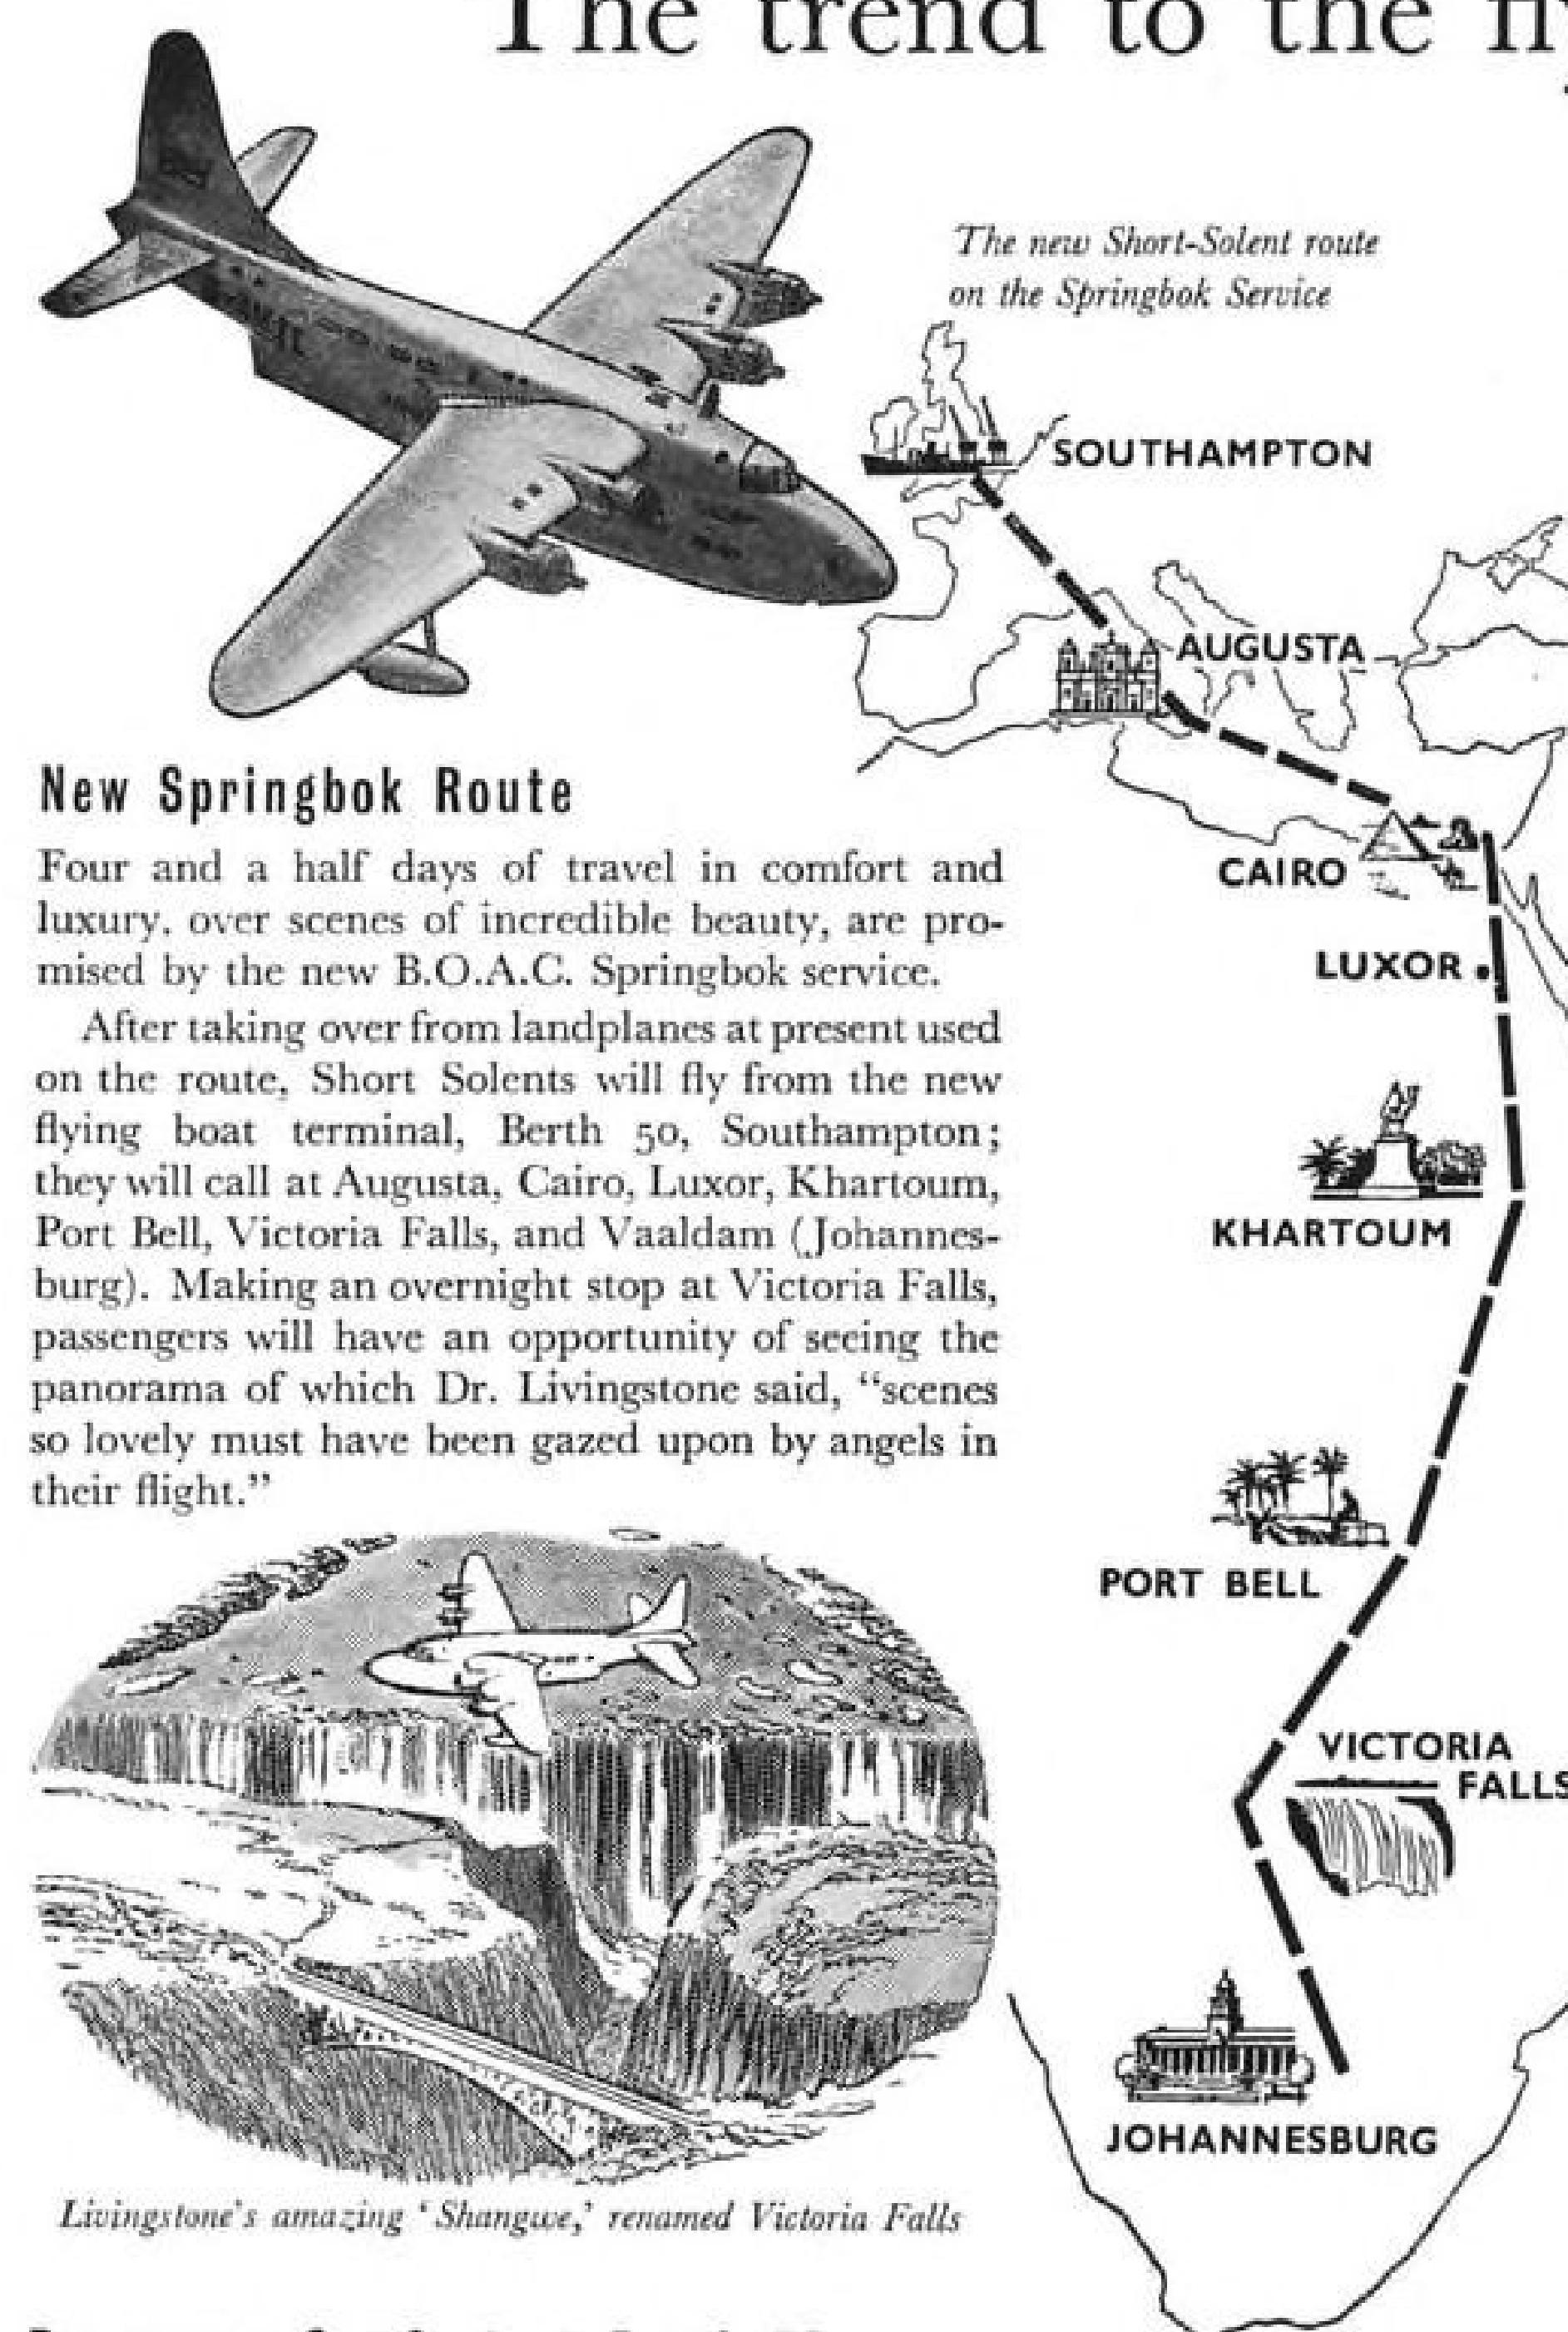 The trend to the
The new Short-Solent route
on the Springbok Service
SOUTHAMPTON
AUGUSTA
CAIRO
LUXOR
KHARTOUM
PORT BELL
VICTORIA
FALLS
JOHANNESBURG
New Springbok Route
Four and a half days of travel in comfort and
luxury, over scenes of incredible beauty, are pro-
mised by the new B.O.A.C. Springbok service.
After taking over from landplanes at present used
on the route, Short Solents will fly from the new
flying boat terminal, Berth 50, Southampton;
they will call at Augusta, Cairo, Luxor, Khartoum,
Port Bell, Victoria Falls, and Vaaldam (Johannes-
burg). Making an overnight stop at Victoria Falls,
passengers will have an opportunity of seeing the
panorama of which Dr. Livingstone said, “scenes
so lovely must have been gazed upon by angels in
their flight.”
Livingstone's amazing ‘Shangwe,’ renamed Victoria Falls